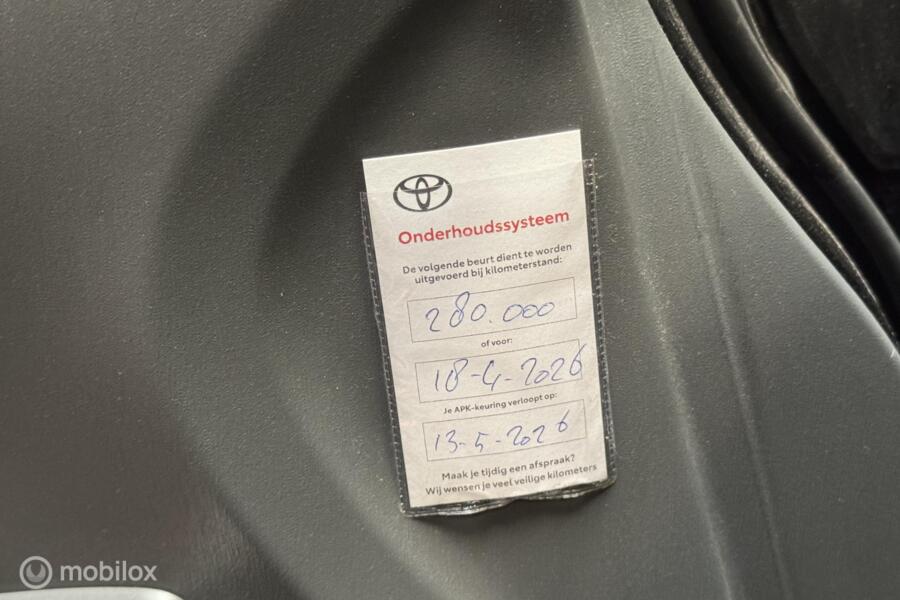 Onderhoudssysteem
De volgende beurt dient te worden
uitgevoerd bij kilometerstand:
280.000
of voor:
18-4-2026
Je APK-keuring verloopt op:
13-5-2026
Maak je tijdig een afspraak?
Wij wensen je veel veilige kilometers
mobilox